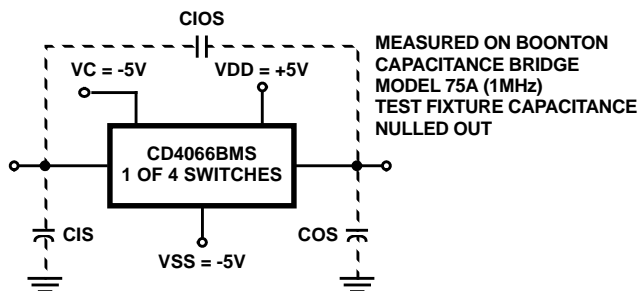 CIOS
VC = -5V
VDD = +5V
MEASURED ON BOONTON
CAPACITANCE BRIDGE
MODEL 75A (1MHz)
TEST FIXTURE CAPACITANCE
NULLED OUT
CD4066BMS
1 OF 4 SWITCHES
CIS
COS
VSS = -5V